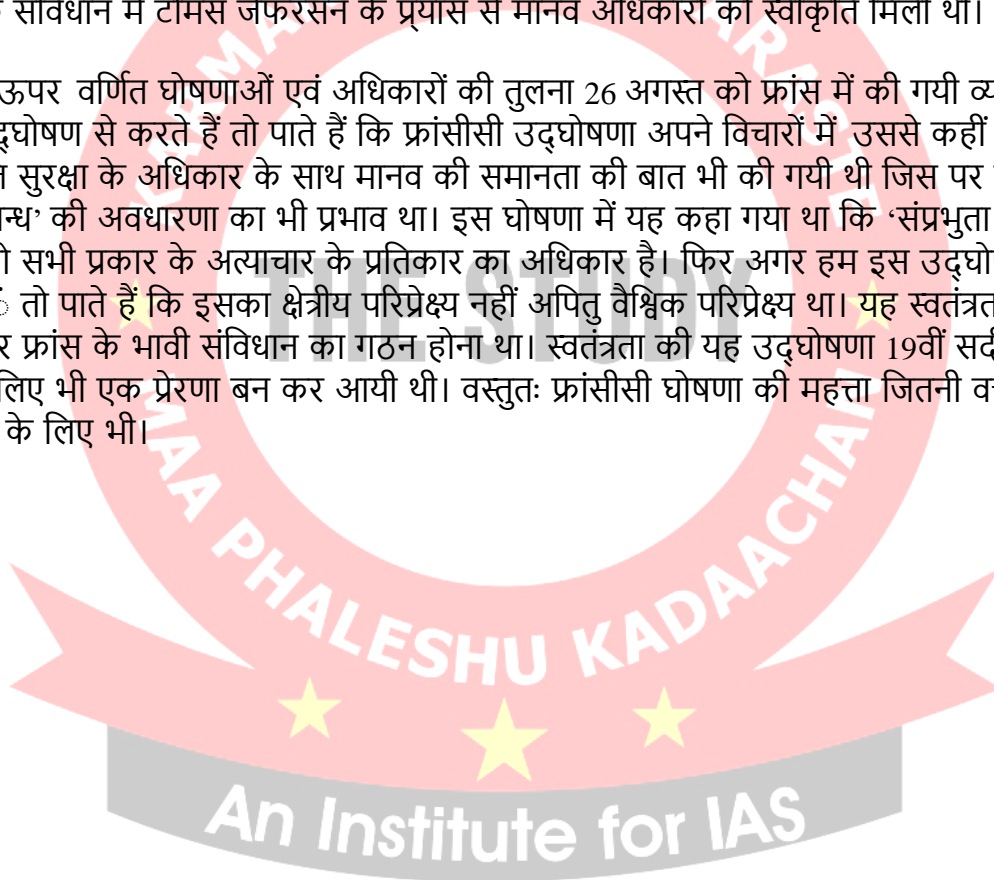 संविधान में टॉमस जेफरसन के प्रयास से मानव अधिकारों को स्वीकृति मिली थी।
ऊपर वर्णित घोषणाओं एवं अधिकारों की तुलना 26 अगस्त को फ्रांस में की गयी
से करते हैं तो पाते हैं कि फ्रांसीसी उद्घोषणा अपने विचारों में उससे कहीं
सुरक्षा के अधिकार के साथ मानव की समानता की बात भी की गयी थी जिस पर
की अवधारणा का भी प्रभाव था। इस घोषणा में यह कहा गया था कि ‘संप्रभुता
सभी प्रकार के अत्याचार के प्रतिकार का अधिकार है। फिर अगर हम इस
तो पाते हैं कि इसका क्षेत्रीय परिप्रेक्ष्य नहीं अपितु वैश्विक परिप्रेक्ष्य था। यह
फ्रांस के भावी संविधान का गठन होना था। स्वतंत्रता की यह उद्घोषणा 19वीं
लिए भी एक प्रेरणा बन कर आयी थी। वस्तुतः फ्रांसीसी घोषणा की महत्ता जितनी
के लिए भी।
THE STUDY
MAA PHALESHU KADAACHAN
An Institute for IAS